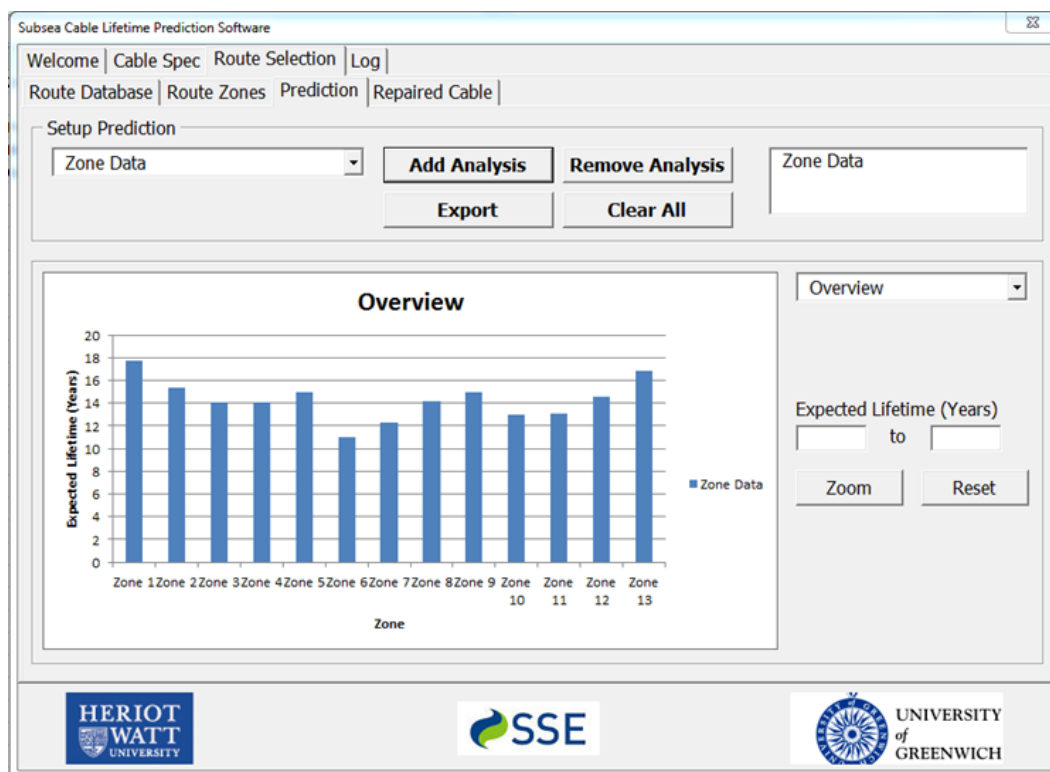 Subsea Cable Lifetime Prediction Software
Welcome Cable Spec Route Selection Log
Route Database Route Zones Prediction Repaired Cable
Setup Prediction
Zone Data Add Analysis Remove Analysis Zone Data
Export Clear All
Overview
Overview
20
18
16
14
12
10
8
6
4
2
0
Expected Lifetime (Years)
Zone 1 Zone 2 Zone 3 Zone 4 Zone 5 Zone 6 Zone 7 Zone 8 Zone 9 Zone 10 Zone 11 Zone 12 Zone 13
Zone
Zone Data
Expected Lifetime (Years)
to
Zoom Reset
HERIOT
WATT
UNIVERSITY
SSE
UNIVERSITY
of
GREENWICH